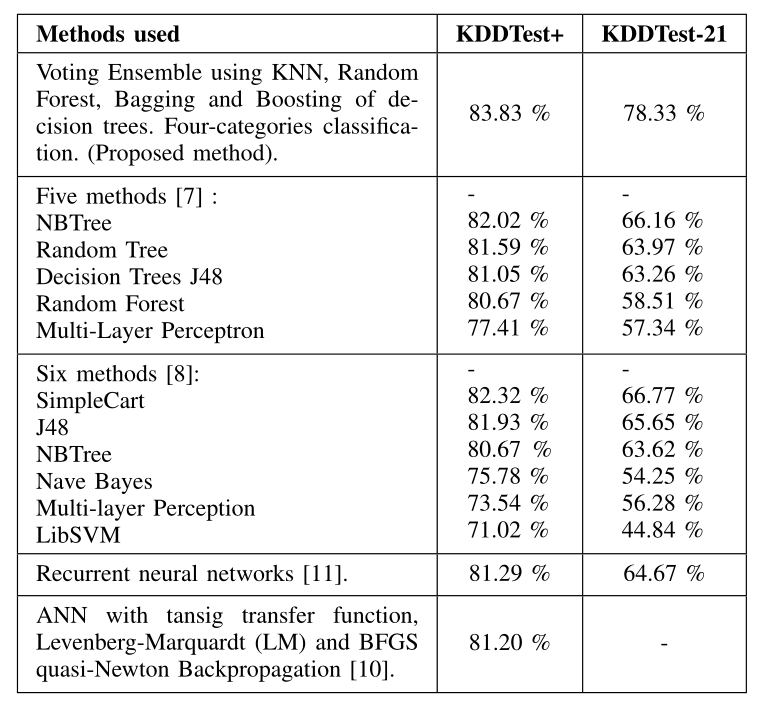 Methods used KDDTest+ KDDTest-21
Voting Ensemble using KNN, Random
Forest, Bagging and Boosting of de-
cision trees. Four-categories classifica-
tion. (Proposed method). 83.83 % 78.33 %
Five methods [7] : - -
NBTree 82.02 % 66.16 %
Random Tree 81.59 % 63.97 %
Decision Trees J48 81.05 % 63.26 %
Random Forest 80.67 % 58.51 %
Multi-Layer Perceptron 77.41 % 57.34 %
Six methods [8]: - -
SimpleCart 82.32 % 66.77 %
J48 81.93 % 65.65 %
NBTree 80.67 % 63.62 %
Nave Bayes 75.78 % 54.25 %
Multi-layer Perception 73.54 % 56.28 %
LibSVM 71.02 % 44.84 %
Recurrent neural networks [11]. 81.29 % 64.67 %
ANN with tansig transfer function,
Levenberg-Marquardt (LM) and BFGS 81.20 % -
quasi-Newton Backpropagation [10].